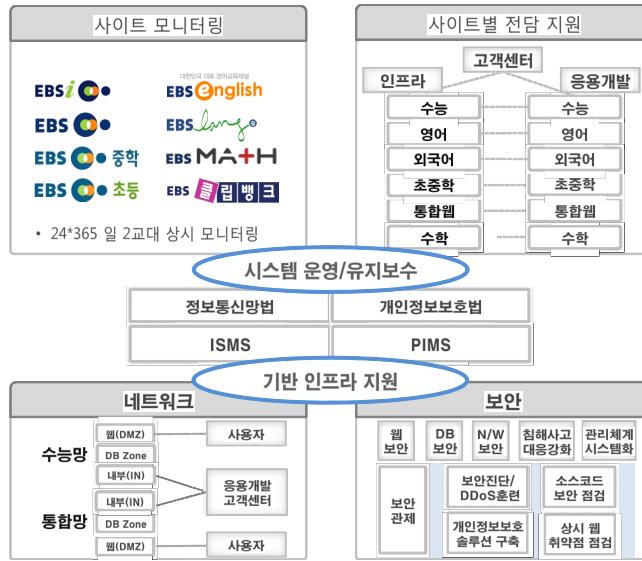 사이트 모니터링
EBSi
대한민국 대표 영어교육채널
EBS english
EBS
EBS lang
EBS 중학
EBS MATH
EBS 초등
EBS 클립뱅크
• 24*365 일 2교대 상시 모니터링
사이트별 전담 지원
고객센터
인프라
응용개발
수능
수능
영어
영어
외국어
외국어
초중학
초중학
통합웹
통합웹
수학
수학
시스템 운영/유지보수
정보통신망법
개인정보보호법
ISMS
PIMS
기반 인프라 지원
네트워크
수능망
웹(DMZ)
DB Zone
내부(IN)
통합망
내부(IN)
DB Zone
웹(DMZ)
사용자
응용개발
고객센터
사용자
보안
웹
보안
DB
보안
N/W
보안
침해사고
대응강화
관리체계
시스템화
보안
관제
보안진단/
DDoS훈련
소스코드
보안 점검
개인정보보호
솔루션 구축
상시 웹
취약점 점검